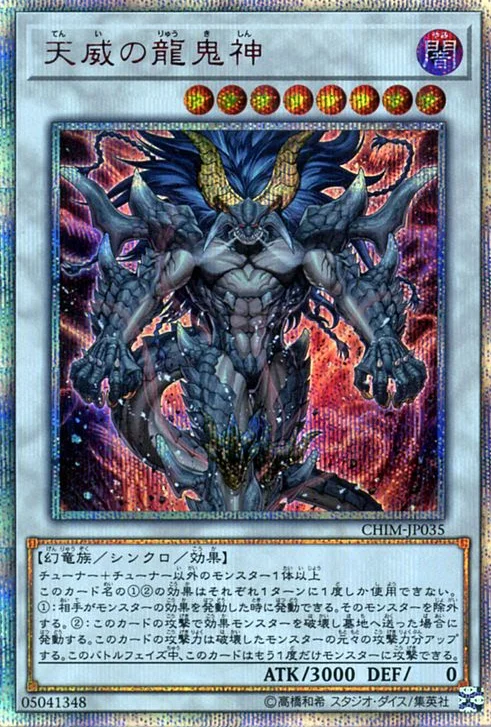 天威の龍鬼神
闇
CHIM-JP035
【幻竜族/シンクロ/効果】
チューナー+チューナー以外のモンスター1体以上
このカード名の①②の効果はそれぞれ1ターンに1度しか使用できない。
①:相手がモンスターの効果を発動した時に発動できる。そのモンスターを除外
する。②:このカードの攻撃で効果モンスターを破壊し墓地へ送った場合に
発動する。このカードの攻撃力は破壊したモンスターの元々の攻撃力分アップ
する。このバトルフェイズ中、このカードはもう1度だけモンスターに攻撃できる。
ATK/3000 DEF/ 0
05041348
©高橋和希 スタジオ・ダイス/集英社